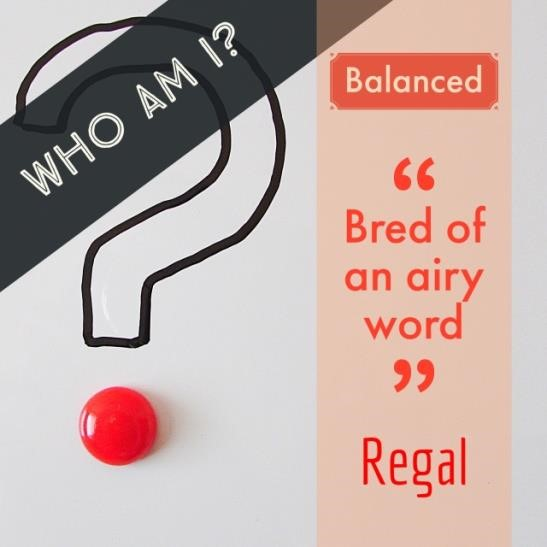 WHO AM I?
Balanced
“
Bred of
an airy
word
”
Regal